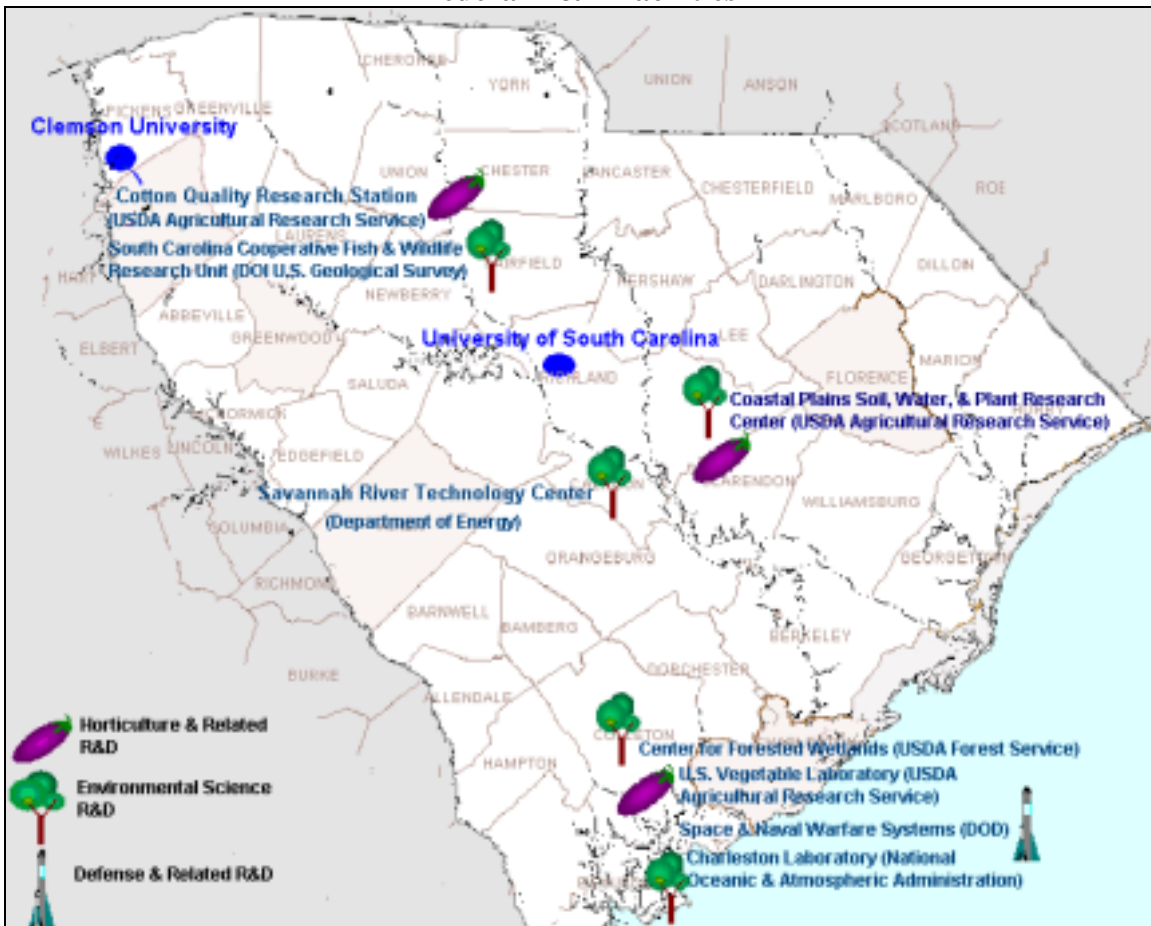 CHEROKEE
YORK
UNION
ANSON
PICKENS
GREENVILLE
SCOTLAND
Clemson University
UNION
CHESTER
LANCASTER
CHESTERFIELD
MARLBORO
Cotton Quality Research Station
(USDA Agricultural Research Service)
LAURENS
South Carolina Cooperative Fish & Wildlife
Research Unit (DOI U.S. Geological Survey)
FAIRFIELD
HART
KERSHAW
DARLINGTON
DILLON
NEWBERRY
ABBEVILLE
GREENWOOD
University of South Carolina
LEE
ELBERT
MARION
RICHLAND
FLORENCE
SALUDA
Coastal Plains Soil, Water, & Plant Research
Center (USDA Agricultural Research Service)
WILKES
LINCOLN
EDGEFIELD
CLARENDON
WILLIAMSBURG
Savannah River Technology Center
(Department of Energy)
COLUMBIA
ORANGEBURG
GEORGETOWN
RICHMOND
BARNWELL
BAMBERG
BERKELEY
DORCHESTER
BURKE
ALLENDALE
Horticulture & Related
R&D
HAMPTON
Center for Forested Wetlands (USDA Forest Service)
U.S. Vegetable Laboratory (USDA
Agricultural Research Service)
Environmental Science
R&D
Space & Naval Warfare Systems (DOD)
Charleston Laboratory (National
Oceanic & Atmospheric Administration)
Defense & Related R&D